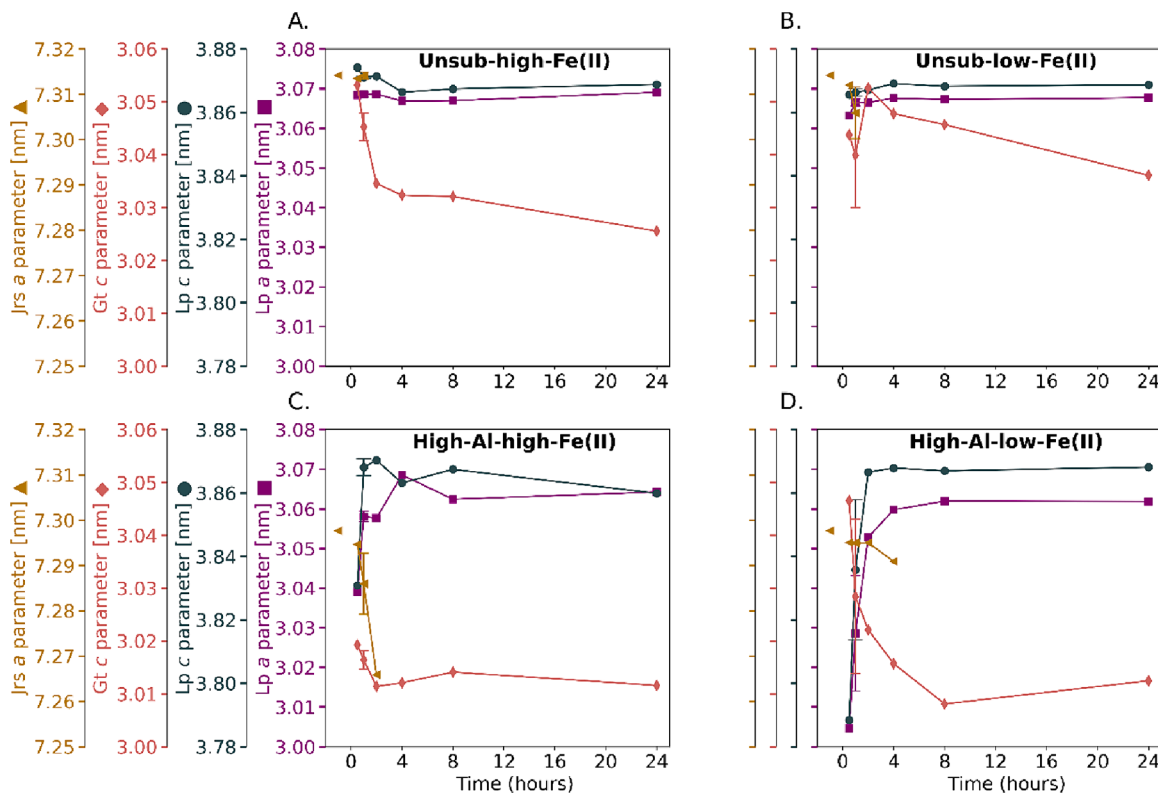 A.
B.
Unsub-high-Fe(II)
Unsub-low-Fe(II)
Jrs a parameter [nm]
7.32
7.31
7.30
7.29
7.28
7.27
7.26
7.25
Gt c parameter [nm]
3.06
3.05
3.04
3.03
3.02
3.01
3.00
Lp c parameter [nm]
3.88
3.86
3.84
3.82
3.80
3.78
Lp a parameter [nm]
3.08
3.07
3.06
3.05
3.04
3.03
3.02
3.01
3.00
0 4 8 12 16 20 24
0 4 8 12 16 20 24
C.
D.
High-Al-high-Fe(II)
High-Al-low-Fe(II)
Jrs a parameter [nm]
7.32
7.31
7.30
7.29
7.28
7.27
7.26
7.25
Gt c parameter [nm]
3.06
3.05
3.04
3.03
3.02
3.01
3.00
Lp c parameter [nm]
3.88
3.86
3.84
3.82
3.80
3.78
Lp a parameter [nm]
3.08
3.07
3.06
3.05
3.04
3.03
3.02
3.01
3.00
0 4 8 12 16 20 24
0 4 8 12 16 20 24
Time (hours)
Time (hours)